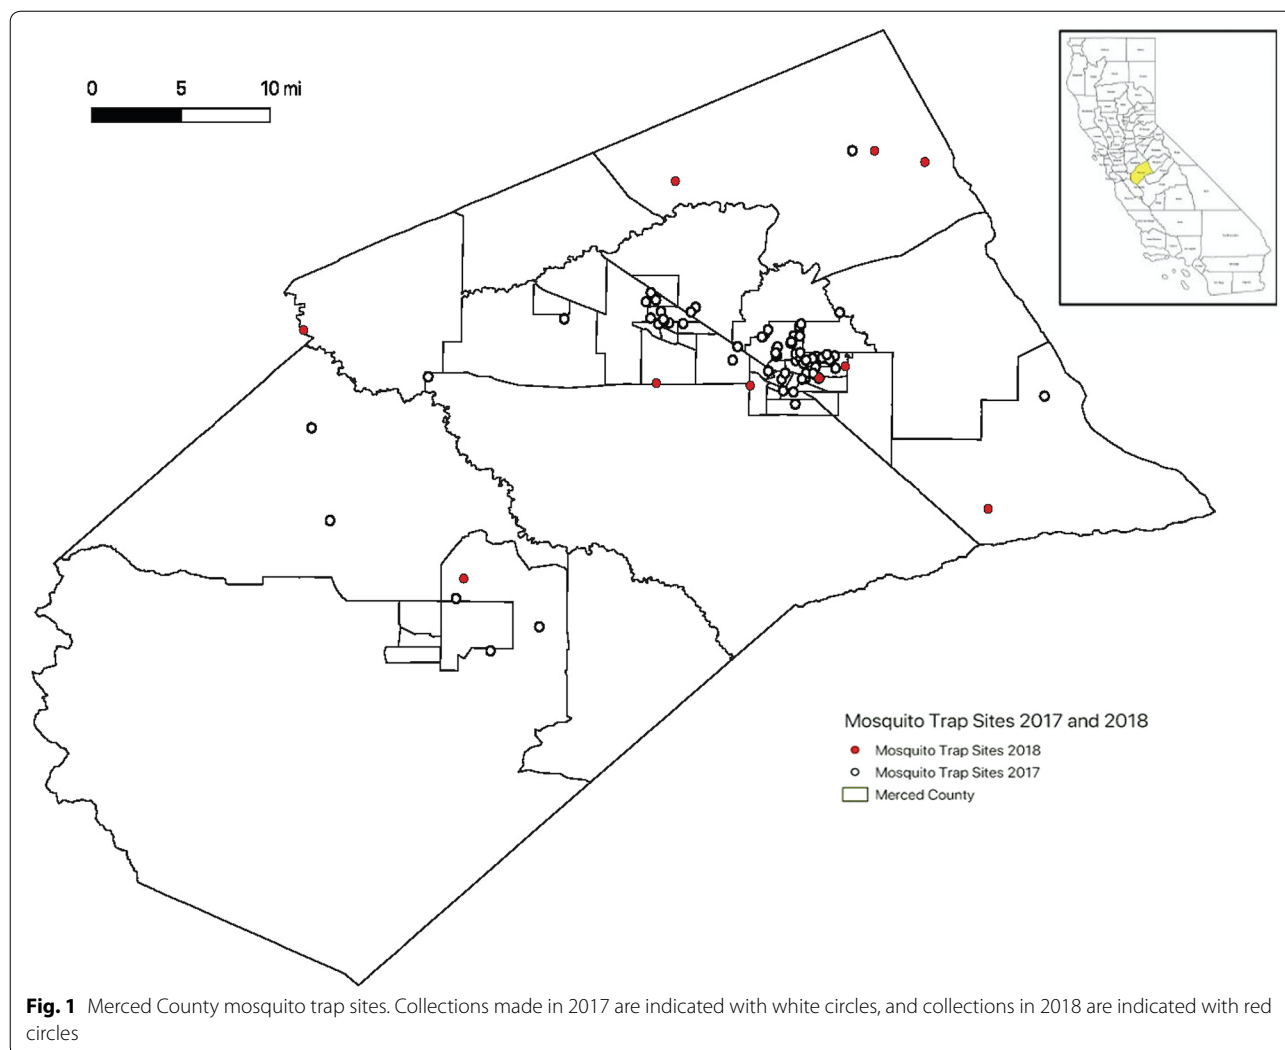 0 5 10 mi
Mosquito Trap Sites 2017 and 2018
Mosquito Trap Sites 2018
Mosquito Trap Sites 2017
Merced County
Fig. 1 Merced County mosquito trap sites. Collections made in 2017 are indicated with white circles, and collections in 2018 are indicated with red
circles